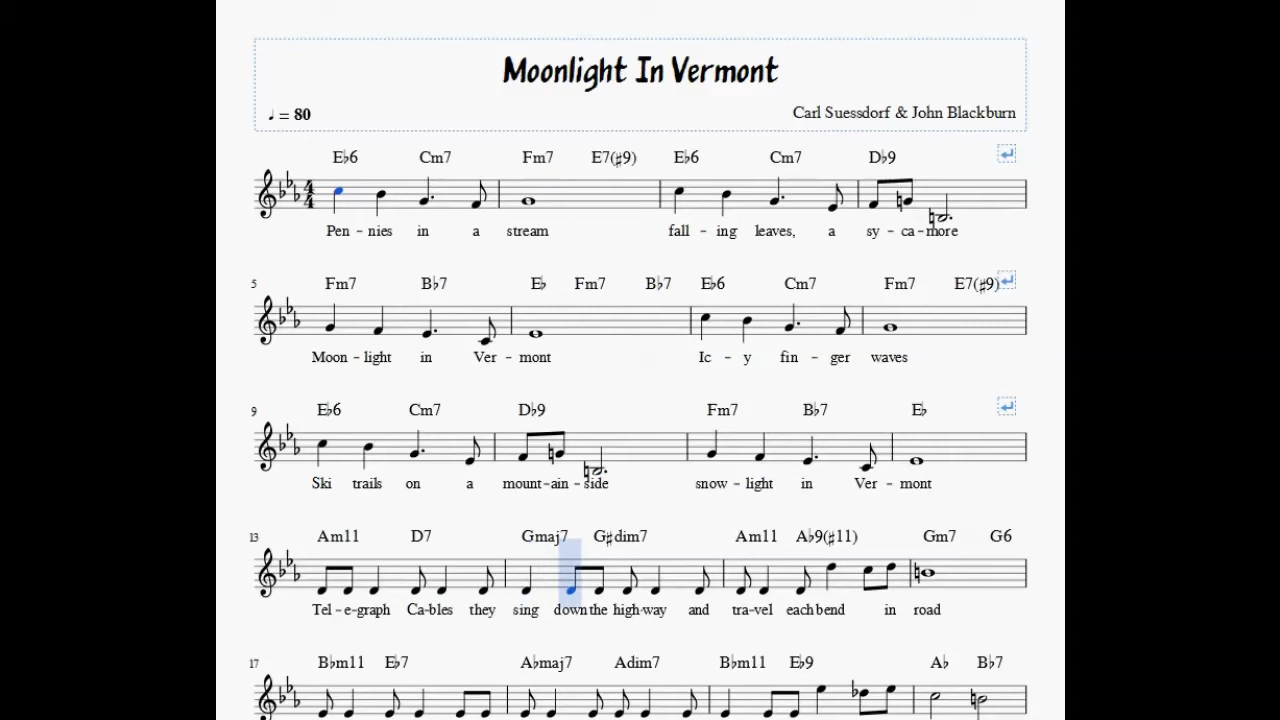 Moonlight In Vermont
♩ = 80
Carl Suessdorf & John Blackburn
E♭6 Cm7 Fm7 E7(♯9) E♭6 Cm7 D♭9
4
4
Pen – nies in a stream fall – ing leaves, a sy – ca – more
5 Fm7 B♭7 E♭ Fm7 B♭7 E♭6 Cm7 Fm7 E7(♯9)
Moon – light in Ver – mont Ic – y fin – ger waves
9 E♭6 Cm7 D♭9 Fm7 B♭7 E♭
Ski trails on a mount – ain – side snow – light in Ver – mont
13 Am11 D7 Gmaj7 G♯dim7 Am11 A♭9(♯11) Gm7 G6
Tel – e – graph Ca – bles they sing down the high – way and tra – vel each bend in road
17 B♭m11 E♭7 A♭maj7 Adim7 B♭m11 E♭9 A♭ B♭7